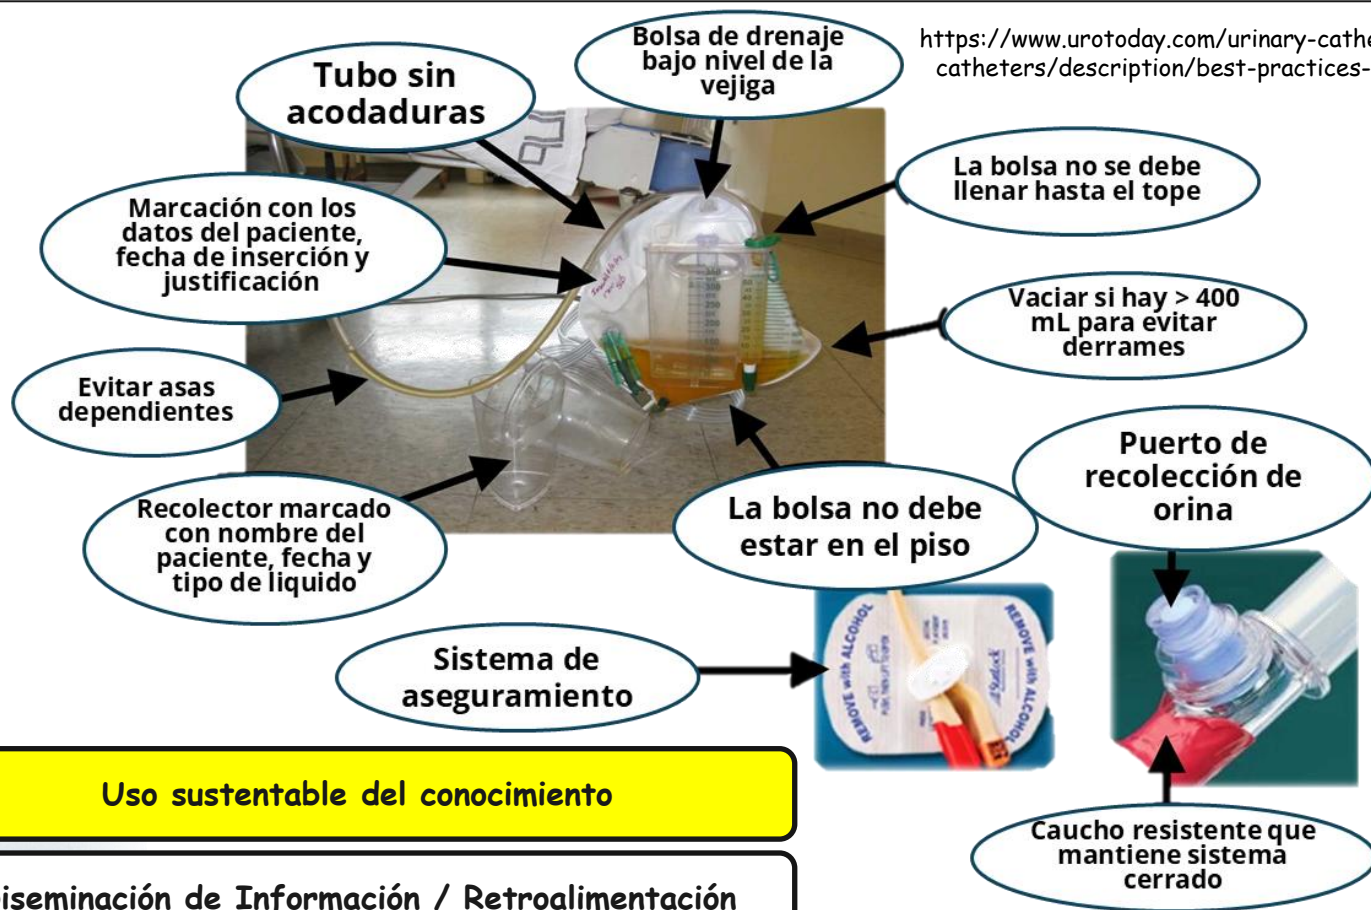 https://www.urotoday.com/urinary-cathe
catheters/description/best-practices-
Bolsa de drenaje
bajo nivel de la
vejiga
Tubo sin
acodaduras
La bolsa no se debe
llenar hasta el tope
Marcación con los
datos del paciente,
fecha de inserción y
justificación
Vaciar si hay > 400
mL para evitar
derrames
Evitar asas
dependientes
Puerto de
recolección de
orina
Recolector marcado
con nombre del
paciente, fecha y
tipo de liquido
La bolsa no debe
estar en el piso
Sistema de
aseguramiento
REMOVE with ALCOHOL
REMOVE with ALCOHOL
StatLock
Uso sustentable del conocimiento
Caucho resistente que
mantiene sistema
cerrado
iseminación de Información / Retroalimentación